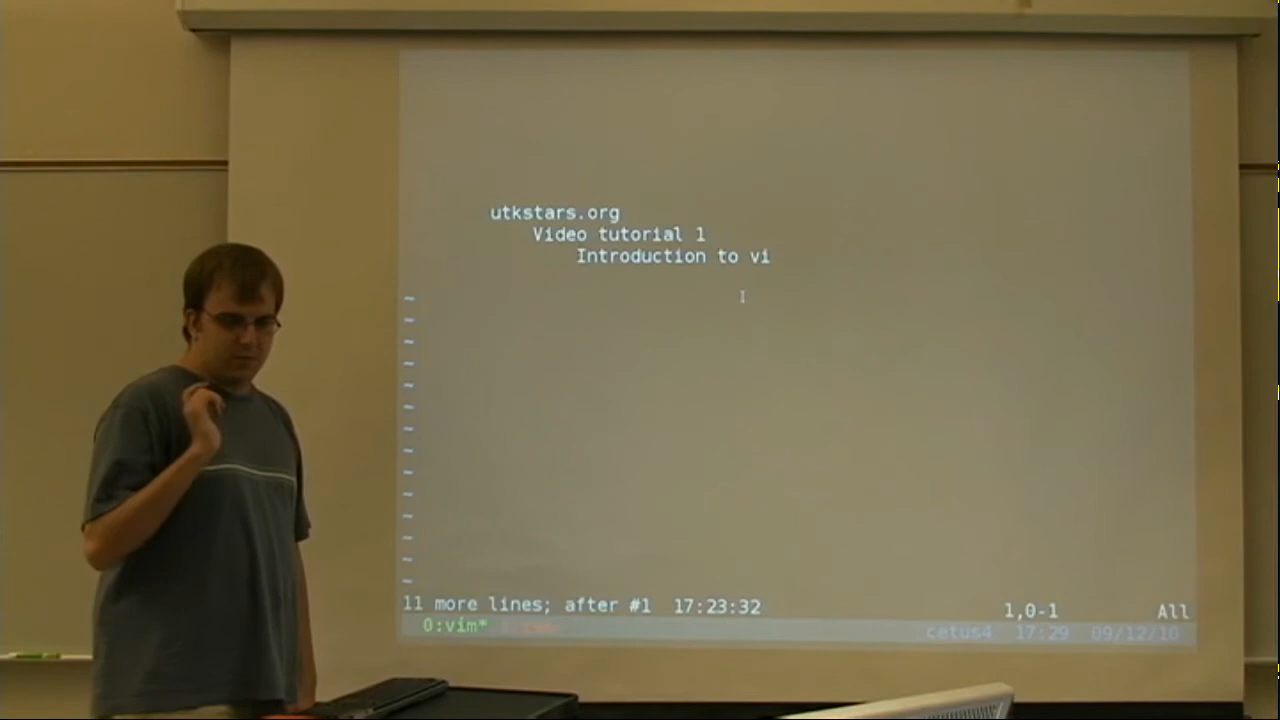 utkstars.org
Video tutorial 1
Introduction to vi
~
~
~
~
~
~
~
~
~
~
~
~
~
~
11 more lines; after #1 17:23:32 1,0-1 All
0:vim* cetus4 17:29 09/12/10